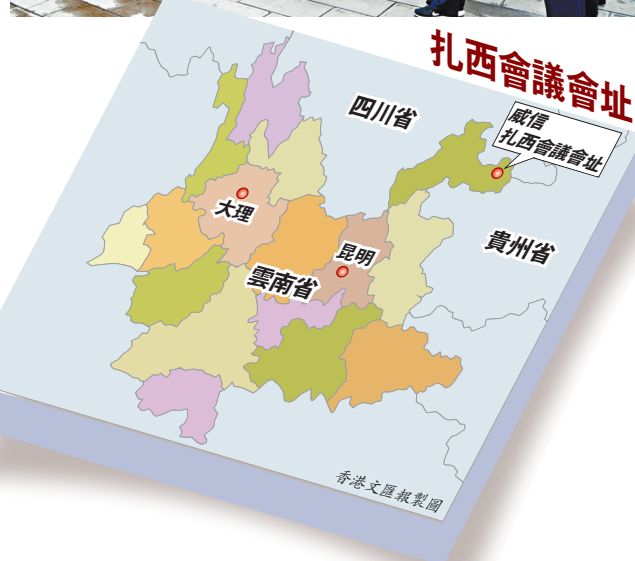 扎西會議會址
四川省
威信
扎西會議會址
大理
貴州省
昆明
雲南省
香港文匯報製圖